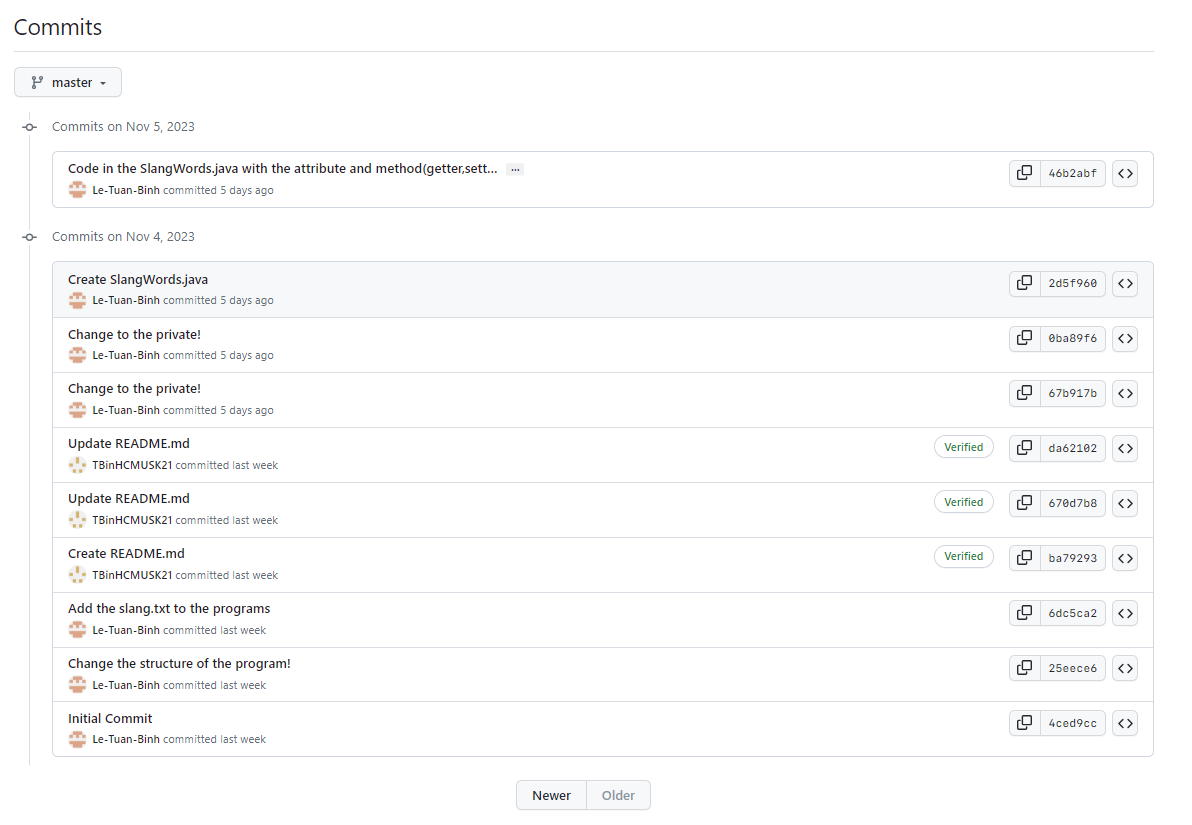 Commits
master
Commits on Nov 5, 2023
Code in the SlangWords.java with the attribute and method(getter,sett... ...
46b2abf
Le-Tuan-Binh committed 5 days ago
Commits on Nov 4, 2023
Create SlangWords.java
2d5f960
Le-Tuan-Binh committed 5 days ago
Change to the private!
0ba89f6
Le-Tuan-Binh committed 5 days ago
Change to the private!
67b917b
Le-Tuan-Binh committed 5 days ago
Update README.md
Verified da62102
TBinHCMUSK21 committed last week
Update README.md
Verified 670d7b8
TBinHCMUSK21 committed last week
Create README.md
Verified ba79293
TBinHCMUSK21 committed last week
Add the slang.txt to the programs
6dc5ca2
Le-Tuan-Binh committed last week
Change the structure of the program!
25eece6
Le-Tuan-Binh committed last week
Initial Commit
4ced9cc
Le-Tuan-Binh committed last week
Newer Older